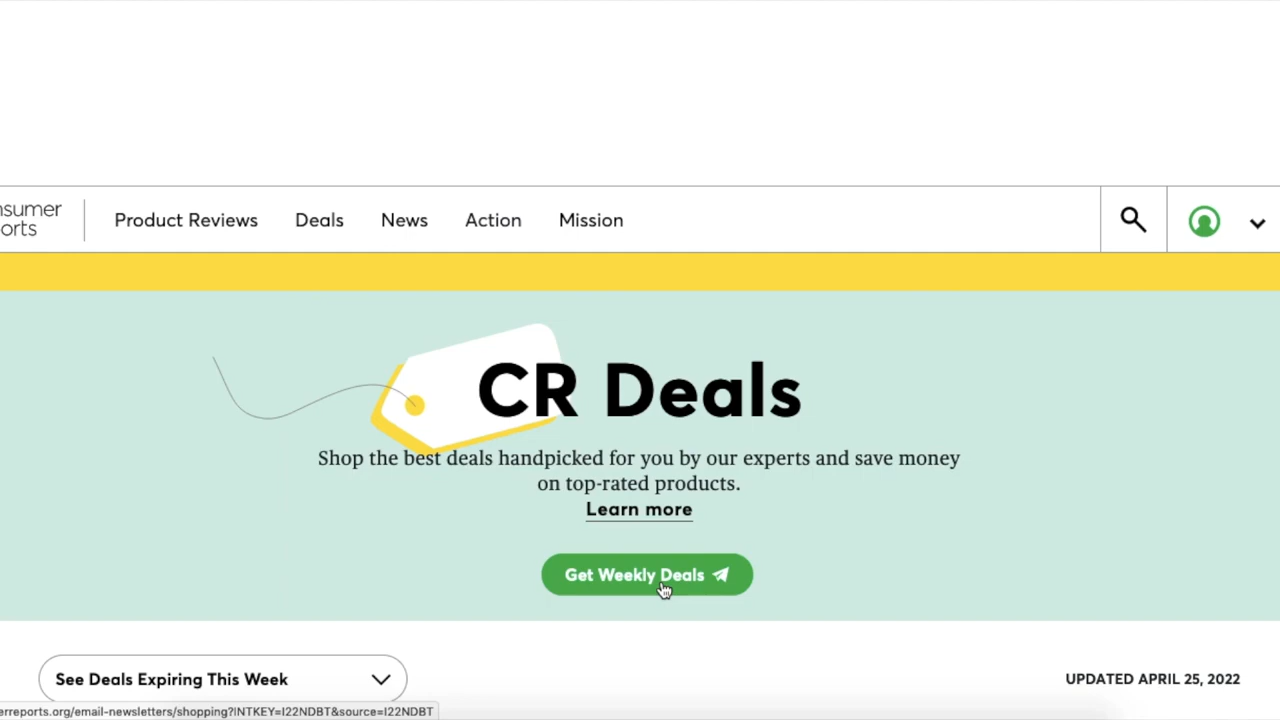 nsumer
orts
Product Reviews
Deals
News
Action
Mission
CR Deals
Shop the best deals handpicked for you by our experts and save money
on top-rated products.
Learn more
Get Weekly Deals
See Deals Expiring This Week
UPDATED APRIL 25, 2022
erreports.org/email-newsletters/shopping?INTKEY=I22NDBT&source=I22NDBT